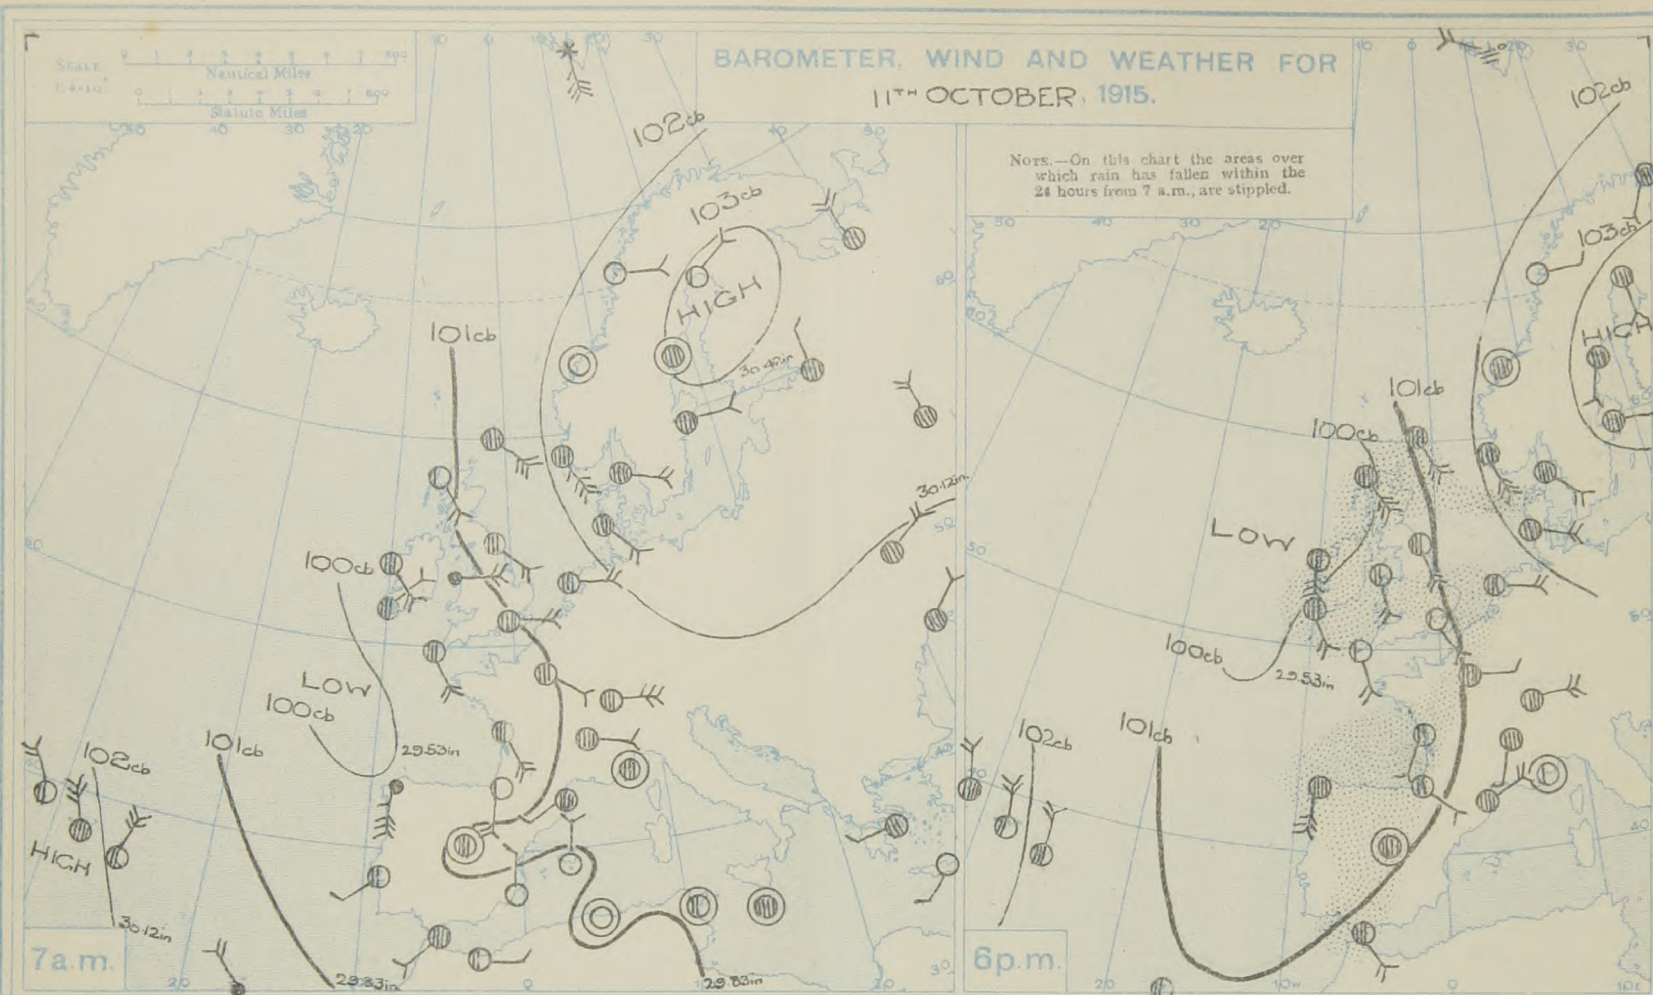 SCALE
Nautical Miles
Statute Miles
BAROMETER, WIND AND WEATHER FOR
11TH OCTOBER, 1915.
NOTE.—On this chart the areas over
which rain has fallen within the
24 hours from 7 a.m., are stippled.
102cb
103cb
HIGH
30.42in
101cb
30.12in
100cb
LOW
100cb
29.53in
101cb
102cb
HIGH
30.12in
29.83in
29.83in
7a.m.
102cb
103cb
HIGH
101cb
100cb
LOW
100cb
29.53in
101cb
102cb
6p.m.